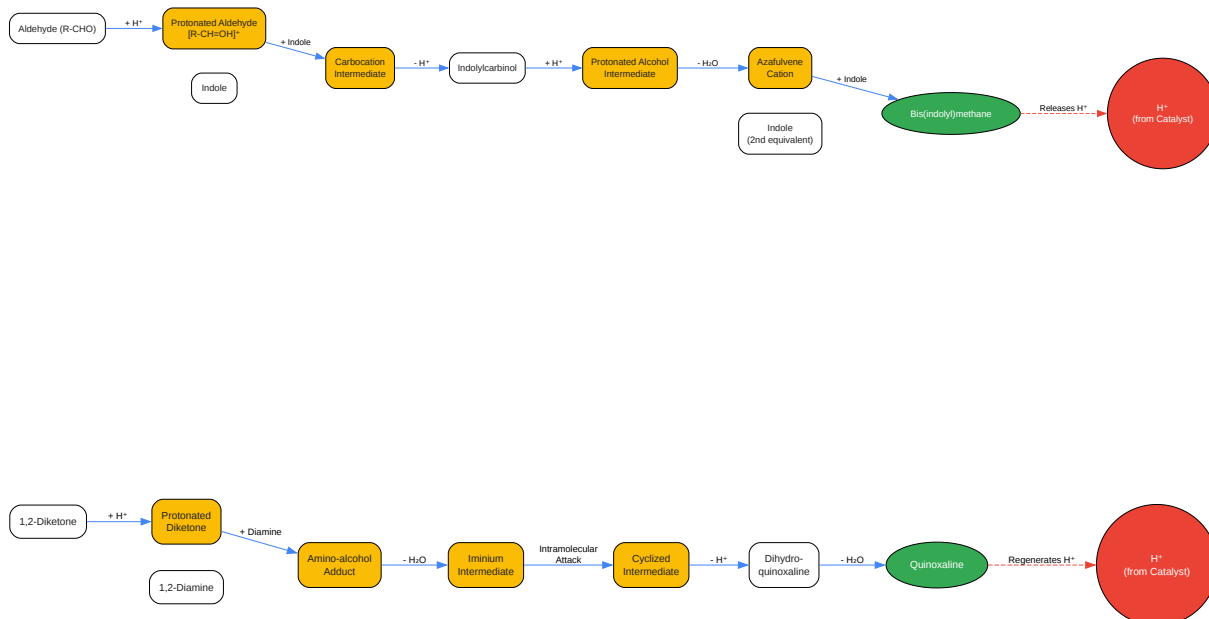 Aldehyde (R-CHO)
+ H⁺
Protonated Aldehyde
[R-CH=OH]⁺
+ Indole
Indole
Carbocation
Intermediate
- H⁺
Indolylcarbinol
+ H⁺
Protonated Alcohol
Intermediate
- H₂O
Azafulvene
Cation
+ Indole
Indole
(2nd equivalent)
Bis(indolyl)methane
Releases H⁺
H⁺
(from Catalyst)
1,2-Diketone
+ H⁺
Protonated
Diketone
+ Diamine
1,2-Diamine
Amino-alcohol
Adduct
- H₂O
Iminium
Intermediate
Intramolecular
Attack
Cyclized
Intermediate
- H⁺
Dihydro-
quinoxaline
- H₂O
Quinoxaline
Regenerates H⁺
H⁺
(from Catalyst)